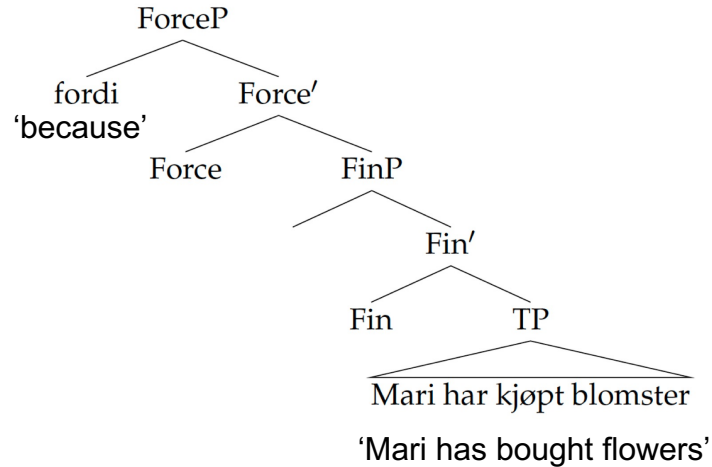 ForceP
fordi Force′
‘because’
Force FinP
Fin′
Fin TP
Mari har kjøpt blomster
‘Mari has bought flowers’